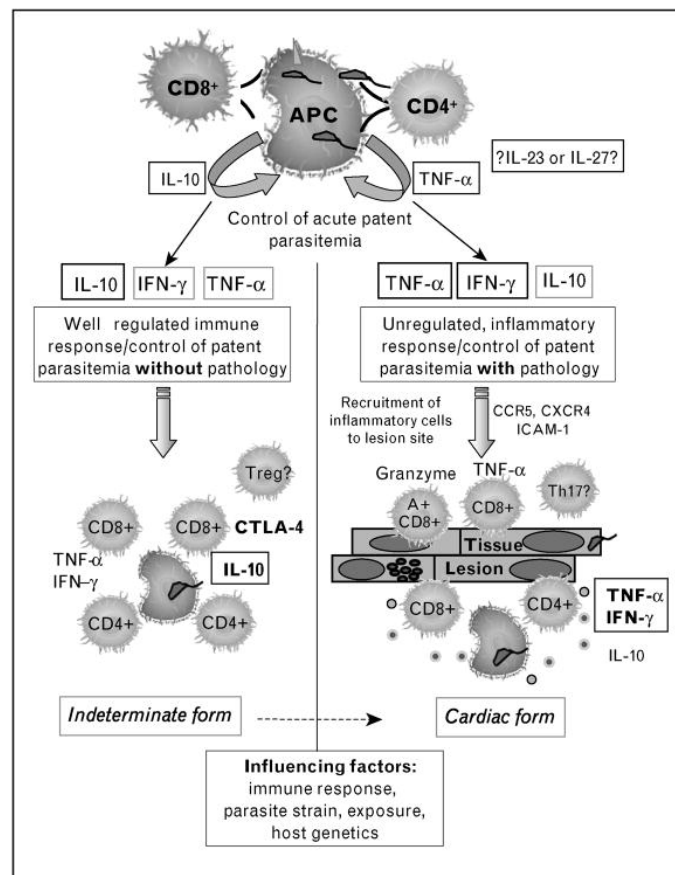 CD8+
APC
CD4+
?IL-23 or IL-27?
IL-10
TNF-α
Control of acute patent
parasitemia
IL-10
IFN-γ
TNF-α
Well regulated immune
response/control of patent
parasitemia without pathology
TNF-α
IFN-γ
IL-10
Unregulated, inflammatory
response/control of patent
parasitemia with pathology
Recruitment of
inflammatory cells
to lesion site
CCR5, CXCR4
ICAM-1
Treg?
CD8+
CD8+
CTLA-4
TNF-α
IFN-γ
IL-10
CD4+
CD4+
Granzyme
A+
CD8+
TNF-α
CD8+
Th17?
Tissue
Lesion
CD8+
CD4+
TNF-α
IFN-γ
IL-10
Indeterminate form
Cardiac form
Influencing factors:
immune response,
parasite strain, exposure,
host genetics